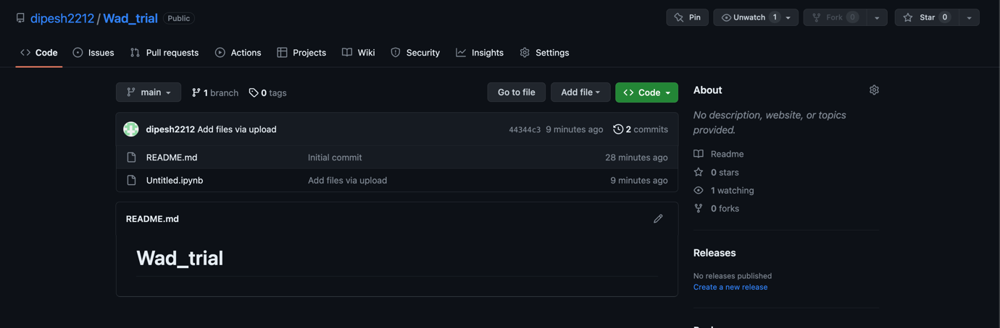 dipesh2212 / Wad_trial Public Pin Unwatch 1 Fork 0 Star 0
Code Issues Pull requests Actions Projects Wiki Security Insights Settings
main 1 branch 0 tags Go to file Add file Code
dipesh2212 Add files via upload 44344c3 9 minutes ago 2 commits
README.md Initial commit 28 minutes ago
Untitled.ipynb Add files via upload 9 minutes ago
README.md
Wad_trial
About
No description, website, or topics
provided.
Readme
0 stars
1 watching
0 forks
Releases
No releases published
Create a new release